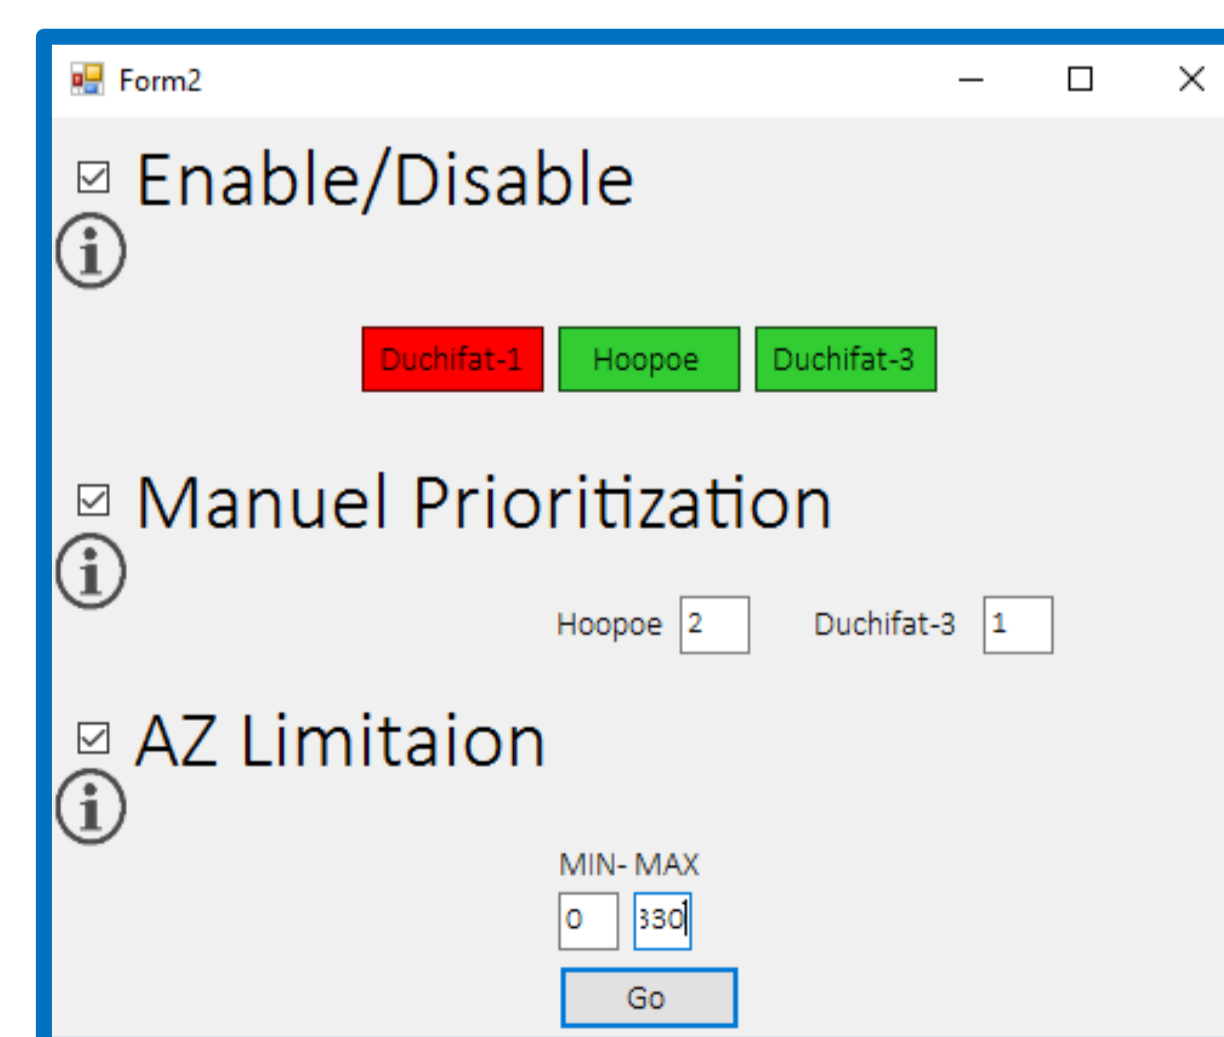 Form2
Enable/Disable
Duchifat-1 Hoopoe Duchifat-3
Manuel Prioritization
Hoopoe 2 Duchifat-3 1
AZ Limitaion
MIN- MAX
0 330
Go